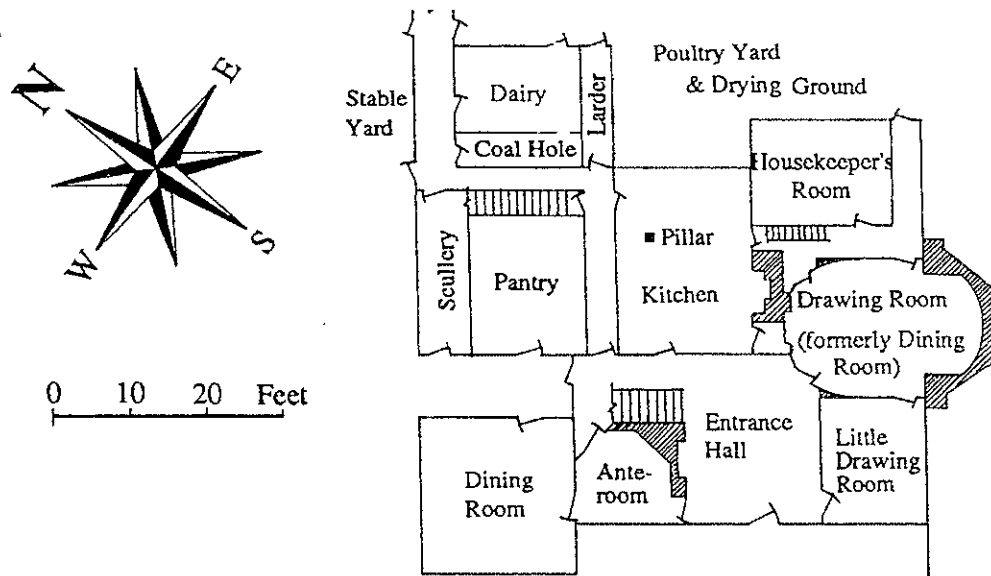 N
E
W
S
0 10 20 Feet
Stable
Yard
Dairy
Larder
Poultry Yard
& Drying Ground
Coal Hole
Housekeeper's
Room
Scullery
Pantry
Pillar
Kitchen
Drawing Room
(formerly Dining
Room)
Entrance
Hall
Little
Drawing
Room
Ante-
room
Dining
Room